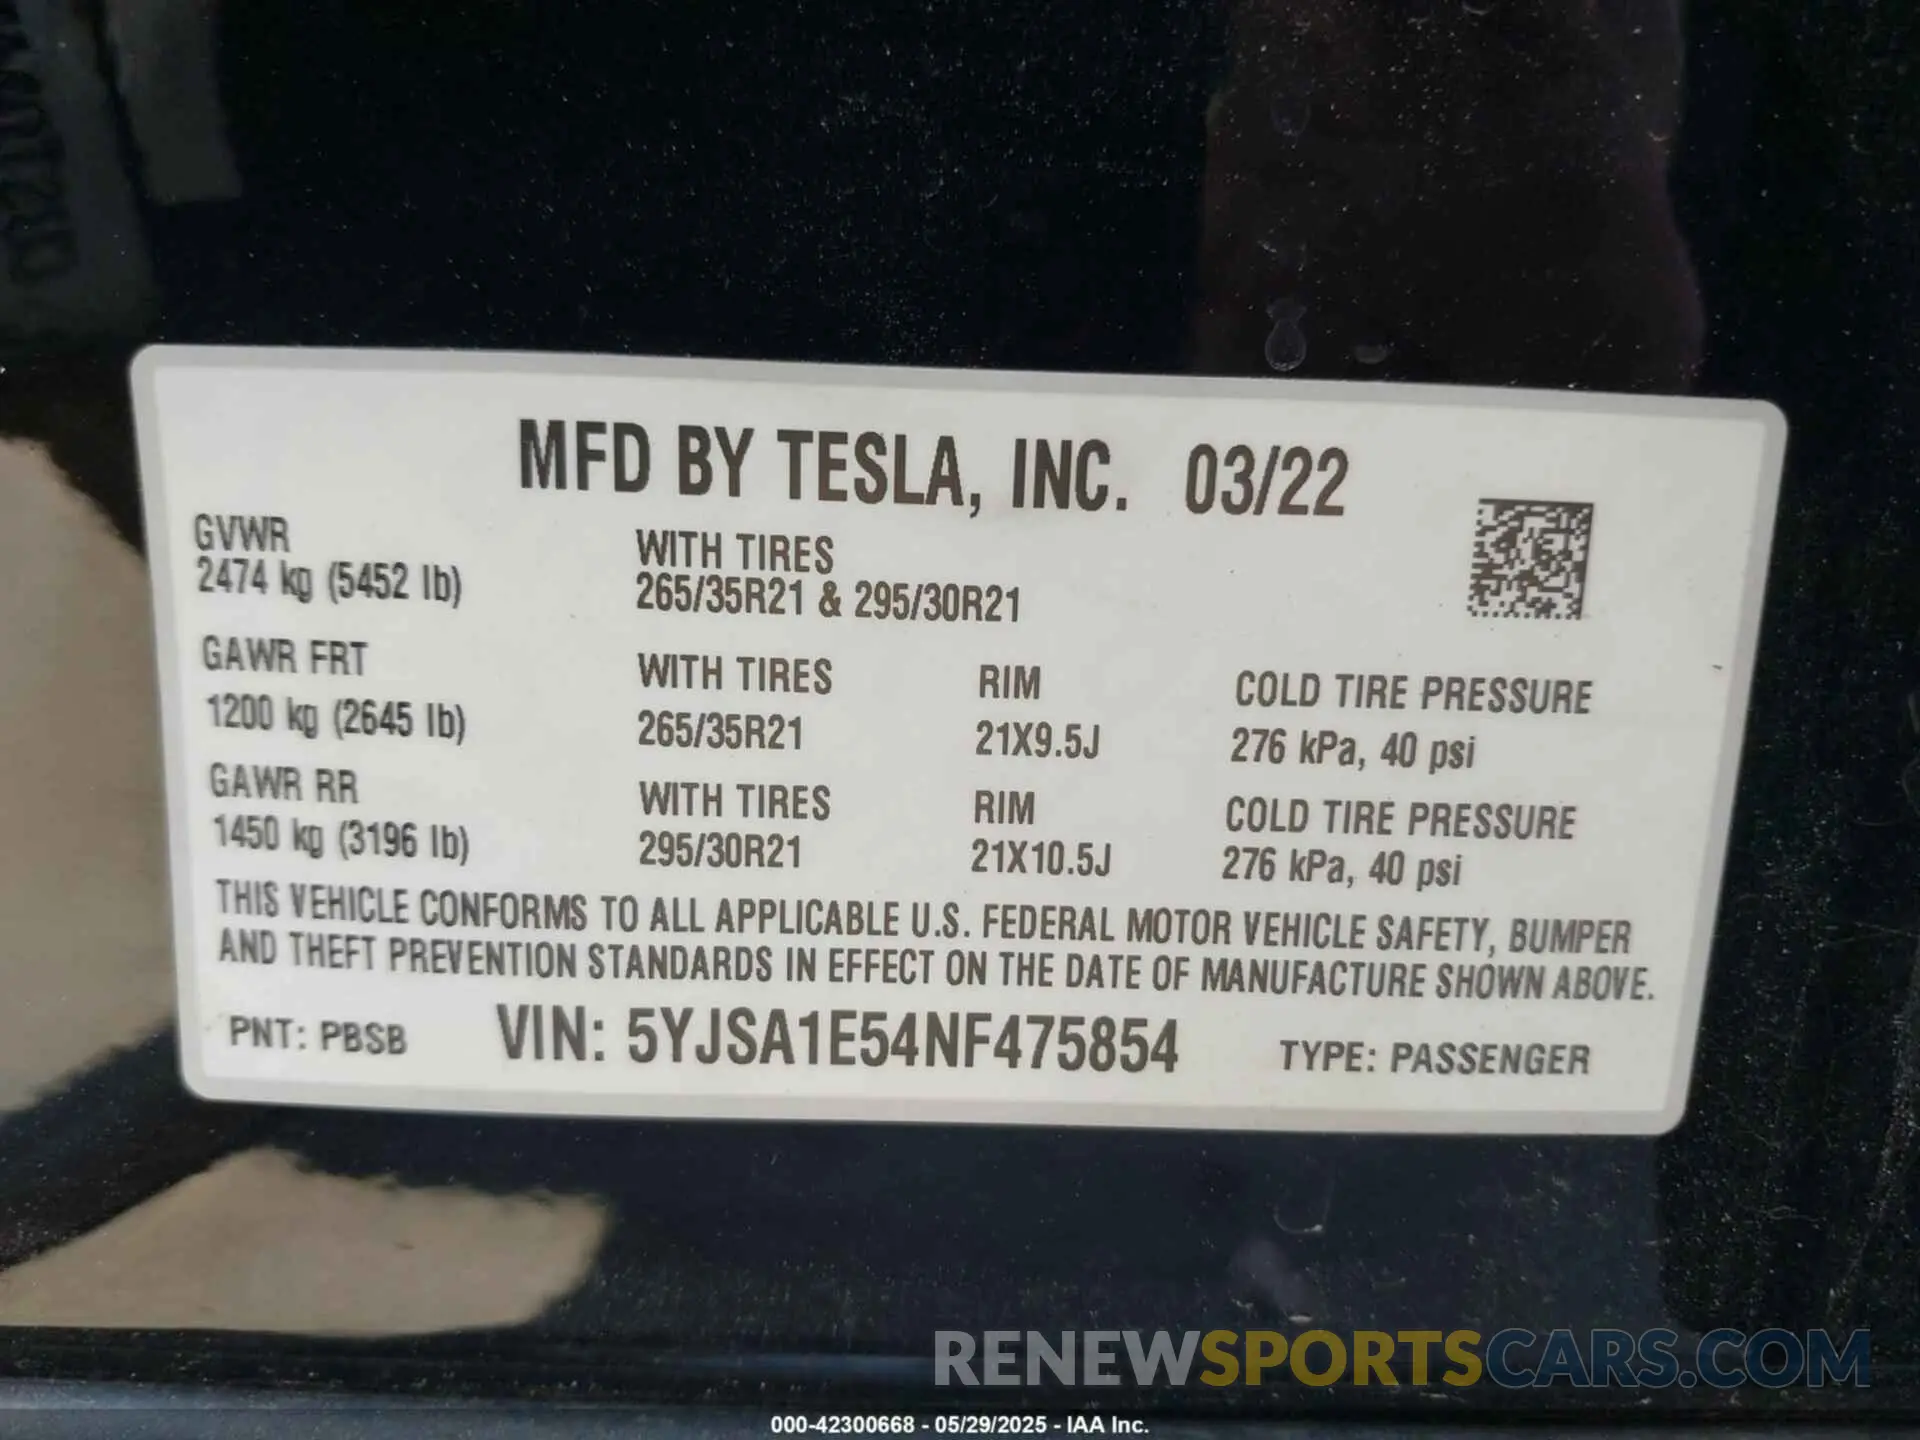 MFD BY TESLA, INC. 03/22
GVWR
2474 kg (5452 lb)
WITH TIRES
265/35R21 & 295/30R21
GAWR FRT
1200 kg (2645 lb)
WITH TIRES
265/35R21
RIM
21X9.5J
COLD TIRE PRESSURE
276 kPa, 40 psi
GAWR RR
1450 kg (3196 lb)
WITH TIRES
295/30R21
RIM
21X10.5J
COLD TIRE PRESSURE
276 kPa, 40 psi
THIS VEHICLE CONFORMS TO ALL APPLICABLE U.S. FEDERAL MOTOR VEHICLE SAFETY, BUMPER
AND THEFT PREVENTION STANDARDS IN EFFECT ON THE DATE OF MANUFACTURE SHOWN ABOVE.
PNT: PBSB VIN: 5YJSA1E54NF475854 TYPE: PASSENGER
RENEWSPORTSCARS.COM
000-42300668 - 05/29/2025 - IAA Inc.